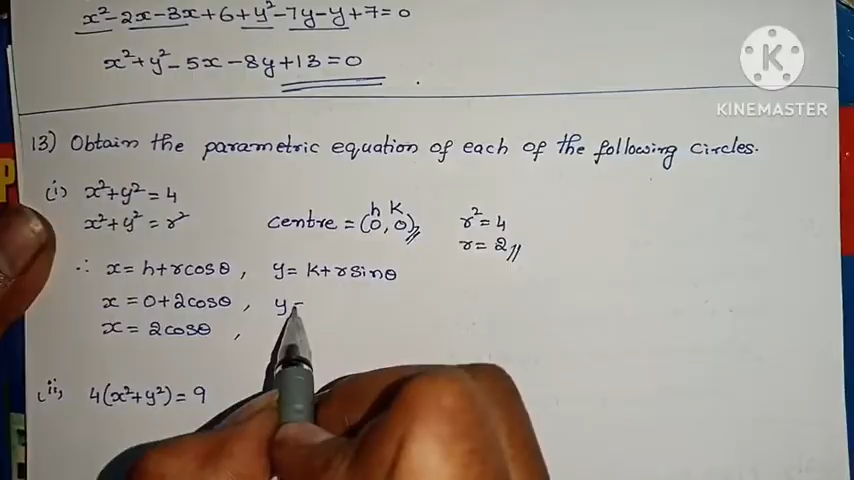 x²-2x-3x+6+y²-7y-y+7=0
x²+y²-5x-8y+13=0
K
KINEMASTER
13) Obtain the parametric equation of each of the following circles.
(i) x²+y²=4
x²+y²=r² centre = (0, 0) h k r²=4
r=2
∴ x= h+rcosθ, y= k+rsinθ
x=0+2cosθ, y=
x= 2cosθ,
(ii) 4(x²+y²)=9